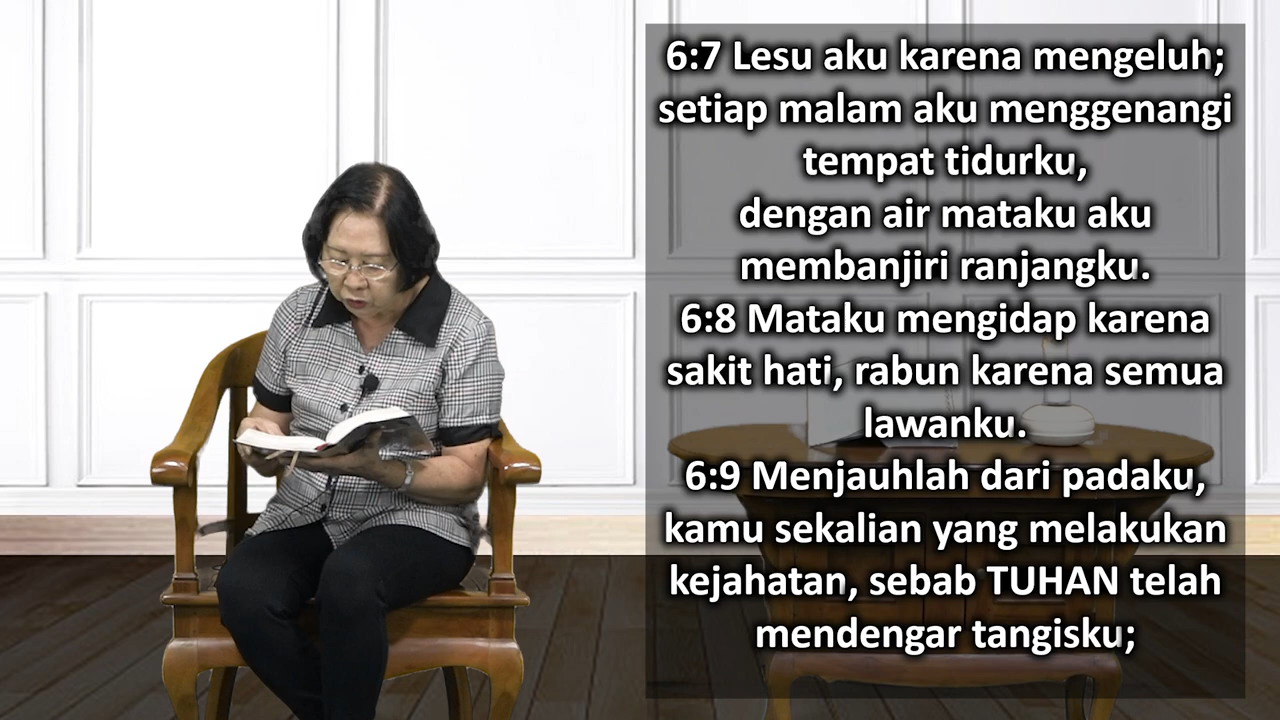 6:7 Lesu aku karena mengeluh;
setiap malam aku menggenangi
tempat tidurku,
dengan air mataku aku
membanjiri ranjangku.
6:8 Mataku mengidap karena
sakit hati, rabun karena semua
lawanku.
6:9 Menjauhlah dari padaku,
kamu sekalian yang melakukan
kejahatan, sebab TUHAN telah
mendengar tangisku;